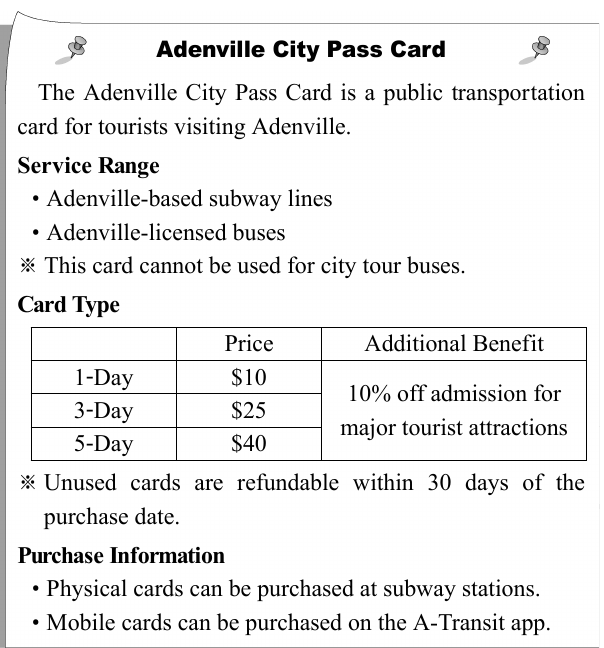 Adenville City Pass Card
The Adenville City Pass Card is a public transportation
card for tourists visiting Adenville.
Service Range
• Adenville-based subway lines
• Adenville-licensed buses
※ This card cannot be used for city tour buses.
Card Type
Price Additional Benefit
1-Day $10
3-Day $25
5-Day $40
10% off admission for
major tourist attractions
※ Unused cards are refundable within 30 days of the
purchase date.
Purchase Information
• Physical cards can be purchased at subway stations.
• Mobile cards can be purchased on the A-Transit app.